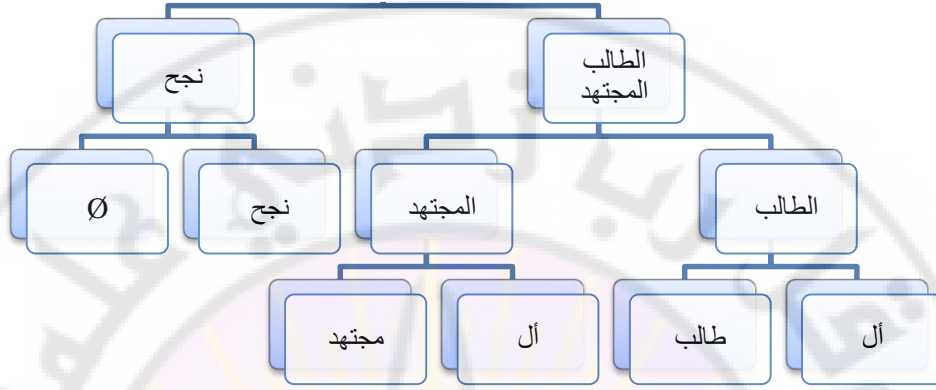 الطالب
المجتهد
نجح
الطالب
المجتهد
نجح
Ø
أل
طالب
أل
مجتهد